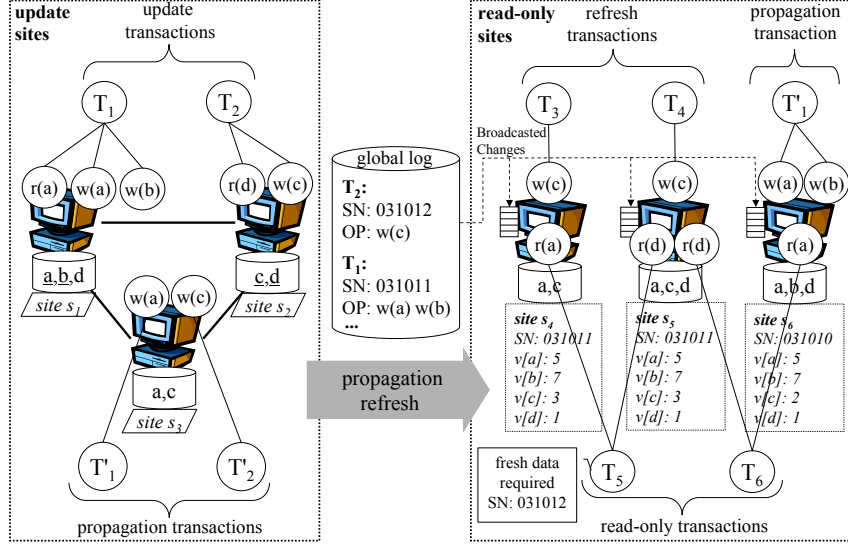 update sites
update transactions
T1
T2
r(a)
w(a)
w(b)
r(d)
w(c)
a,b,d
site s1
c,d
site s2
w(a)
w(c)
a,c
site s3
T'1
T'2
propagation transactions
global log
T2:
SN: 031012
OP: w(c)
T1:
SN: 031011
OP: w(a) w(b)
...
propagation
refresh
read-only sites
refresh transactions
propagation transaction
T3
T4
T'1
Broadcasted
Changes
w(c)
w(c)
w(a)
w(b)
r(a)
r(d)
r(d)
r(a)
a,c
a,c,d
a,b,d
site s4
SN: 031011
v[a]: 5
v[b]: 7
v[c]: 3
v[d]: 1
site s5
SN: 031011
v[a]: 5
v[b]: 7
v[c]: 3
v[d]: 1
site s6
SN: 031010
v[a]: 5
v[b]: 7
v[c]: 2
v[d]: 1
fresh data
required
SN: 031012
T5
T6
read-only transactions